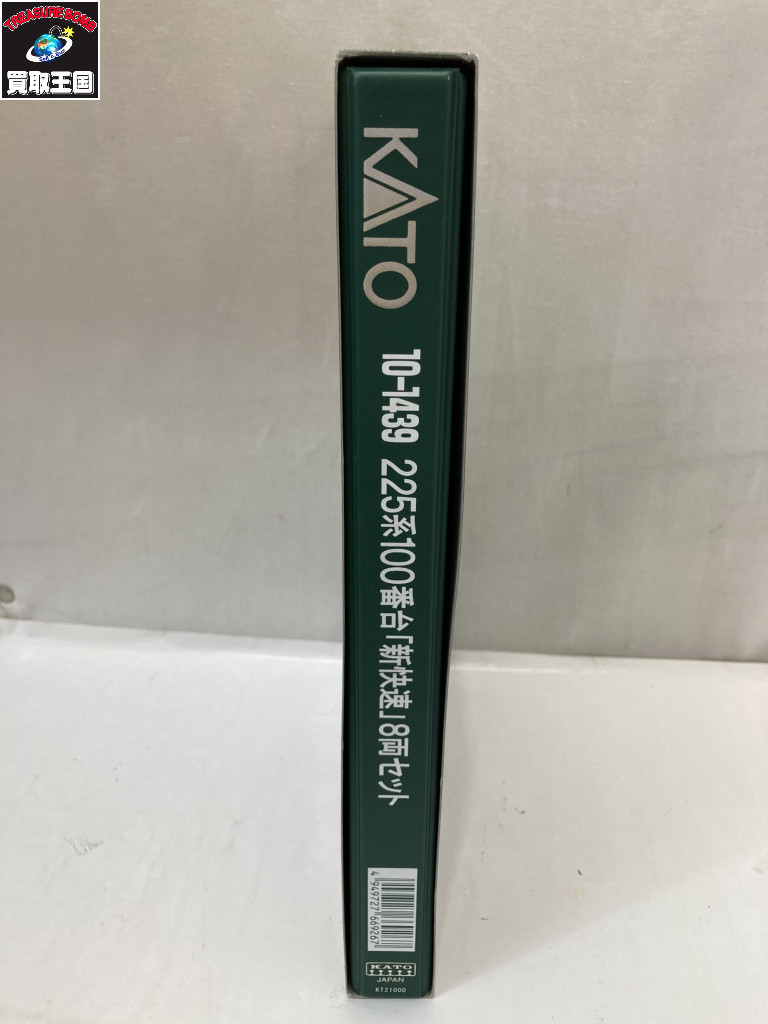 TREASURE BOMB
買取王国
KATO
10-1439 225系100番台「新快速」8両セット
4 949727 669267
KATO
JAPAN
KT21000